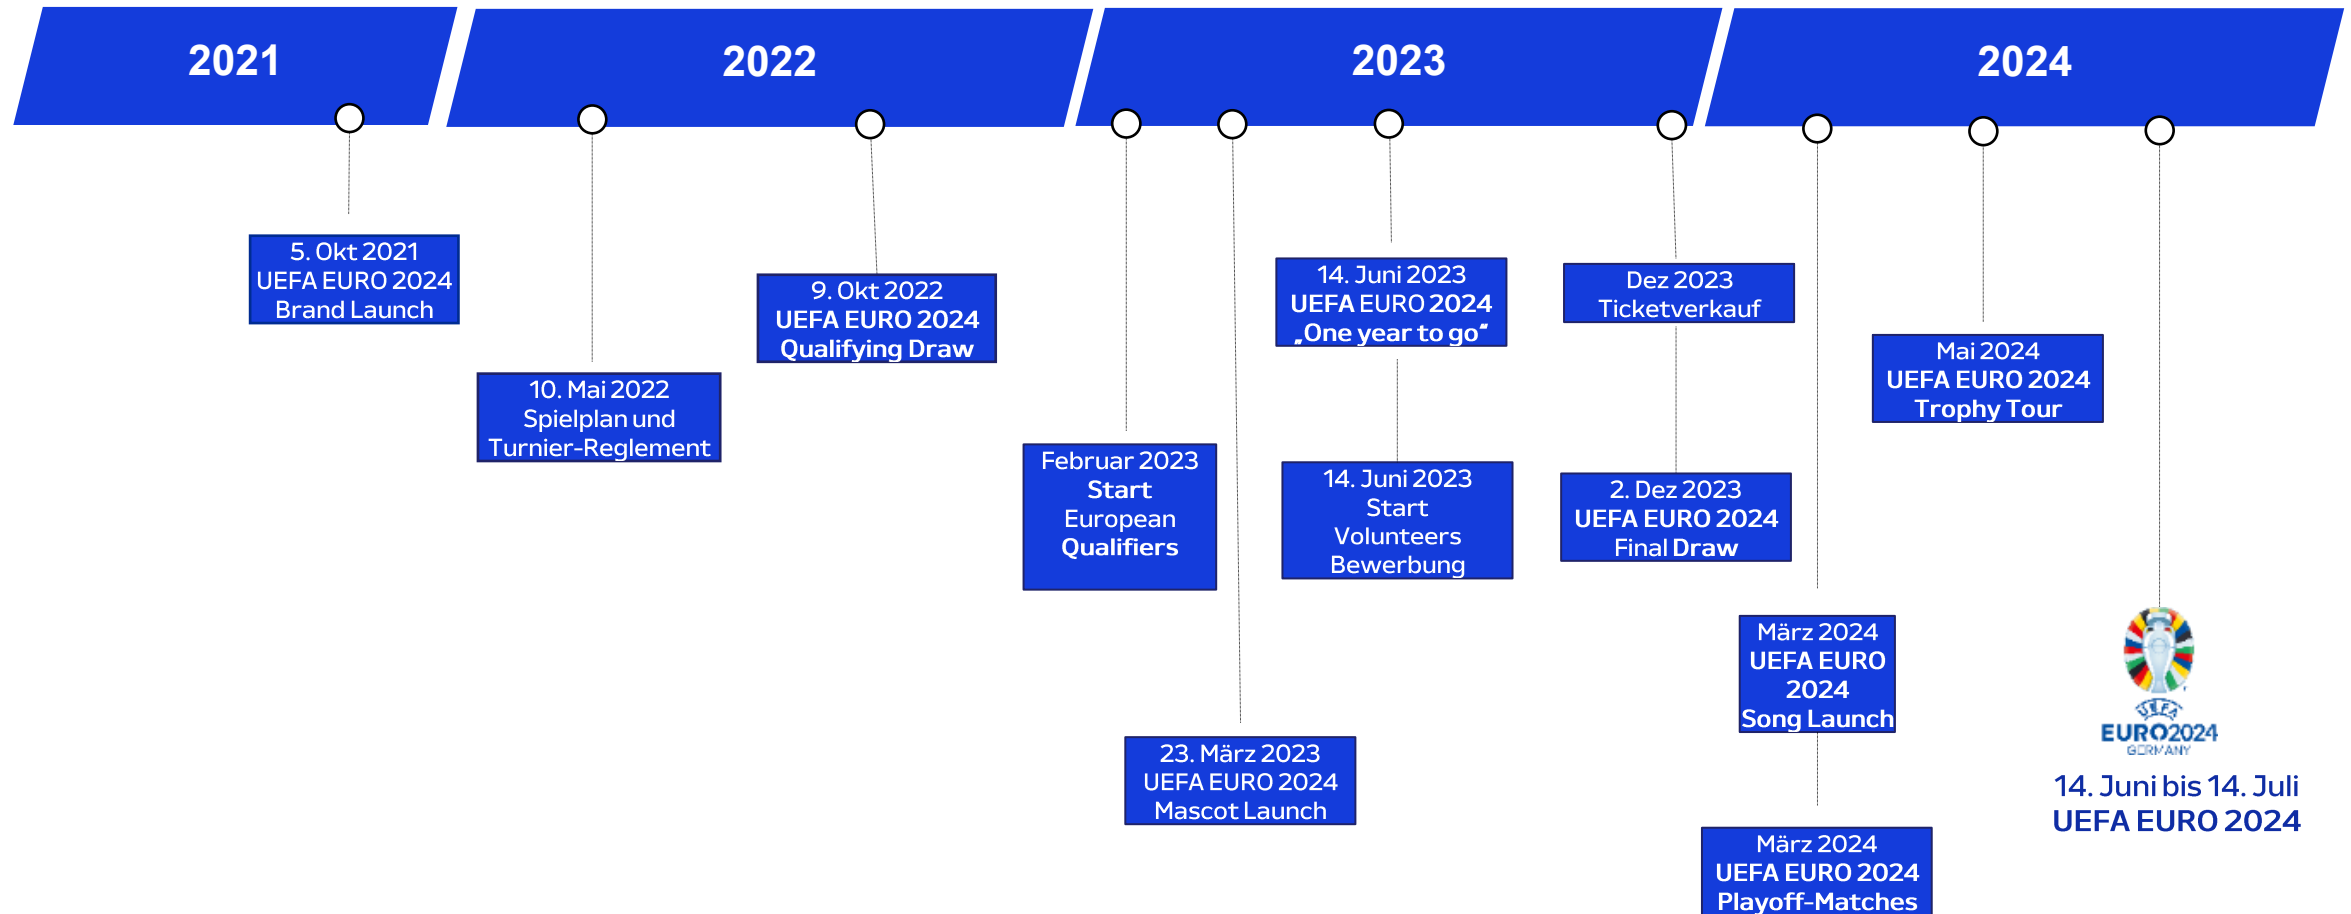 2021
2022
2023
2024
5. Okt 2021
UEFA EURO 2024
Brand Launch
10. Mai 2022
Spielplan und
Turnier-Reglement
9. Okt 2022
UEFA EURO 2024
Qualifying Draw
Februar 2023
Start
European
Qualifiers
23. März 2023
UEFA EURO 2024
Mascot Launch
14. Juni 2023
UEFA EURO 2024
„One year to go“
14. Juni 2023
Start
Volunteers
Bewerbung
Dez 2023
Ticketverkauf
2. Dez 2023
UEFA EURO 2024
Final Draw
März 2024
UEFA EURO
2024
Song Launch
März 2024
UEFA EURO 2024
Playoff-Matches
Mai 2024
UEFA EURO 2024
Trophy Tour
UEFA
EURO2024
GERMANY
14. Juni bis 14. Juli
UEFA EURO 2024